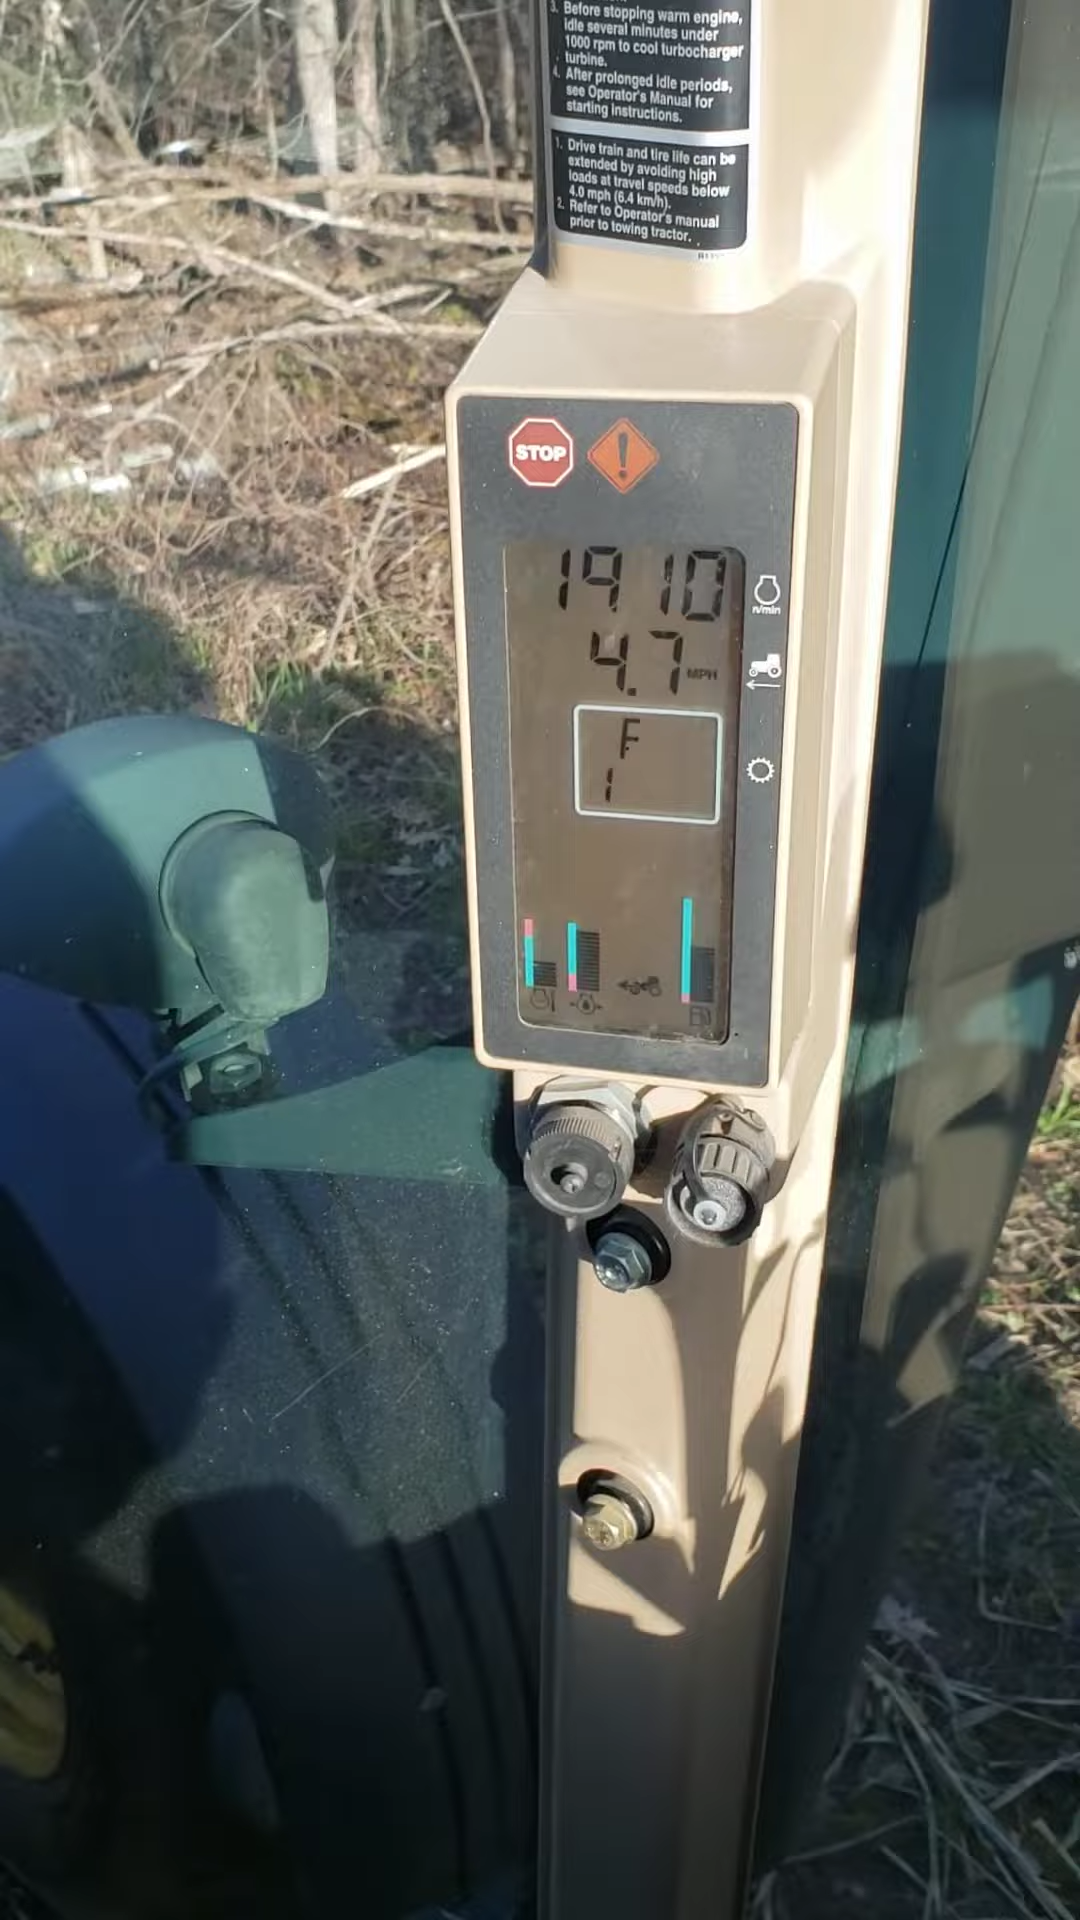 3. Before stopping warm engine,
idle several minutes under
1000 rpm to cool turbocharger
turbine.
4. After prolonged idle periods,
see Operator's Manual for
starting instructions.
1. Drive train and tire life can be
extended by avoiding high
loads at travel speeds below
4.0 mph (6.4 km/h).
2. Refer to Operator's manual
prior to towing tractor.
STOP
!
1910
n/min
4.7 MPH
F
1